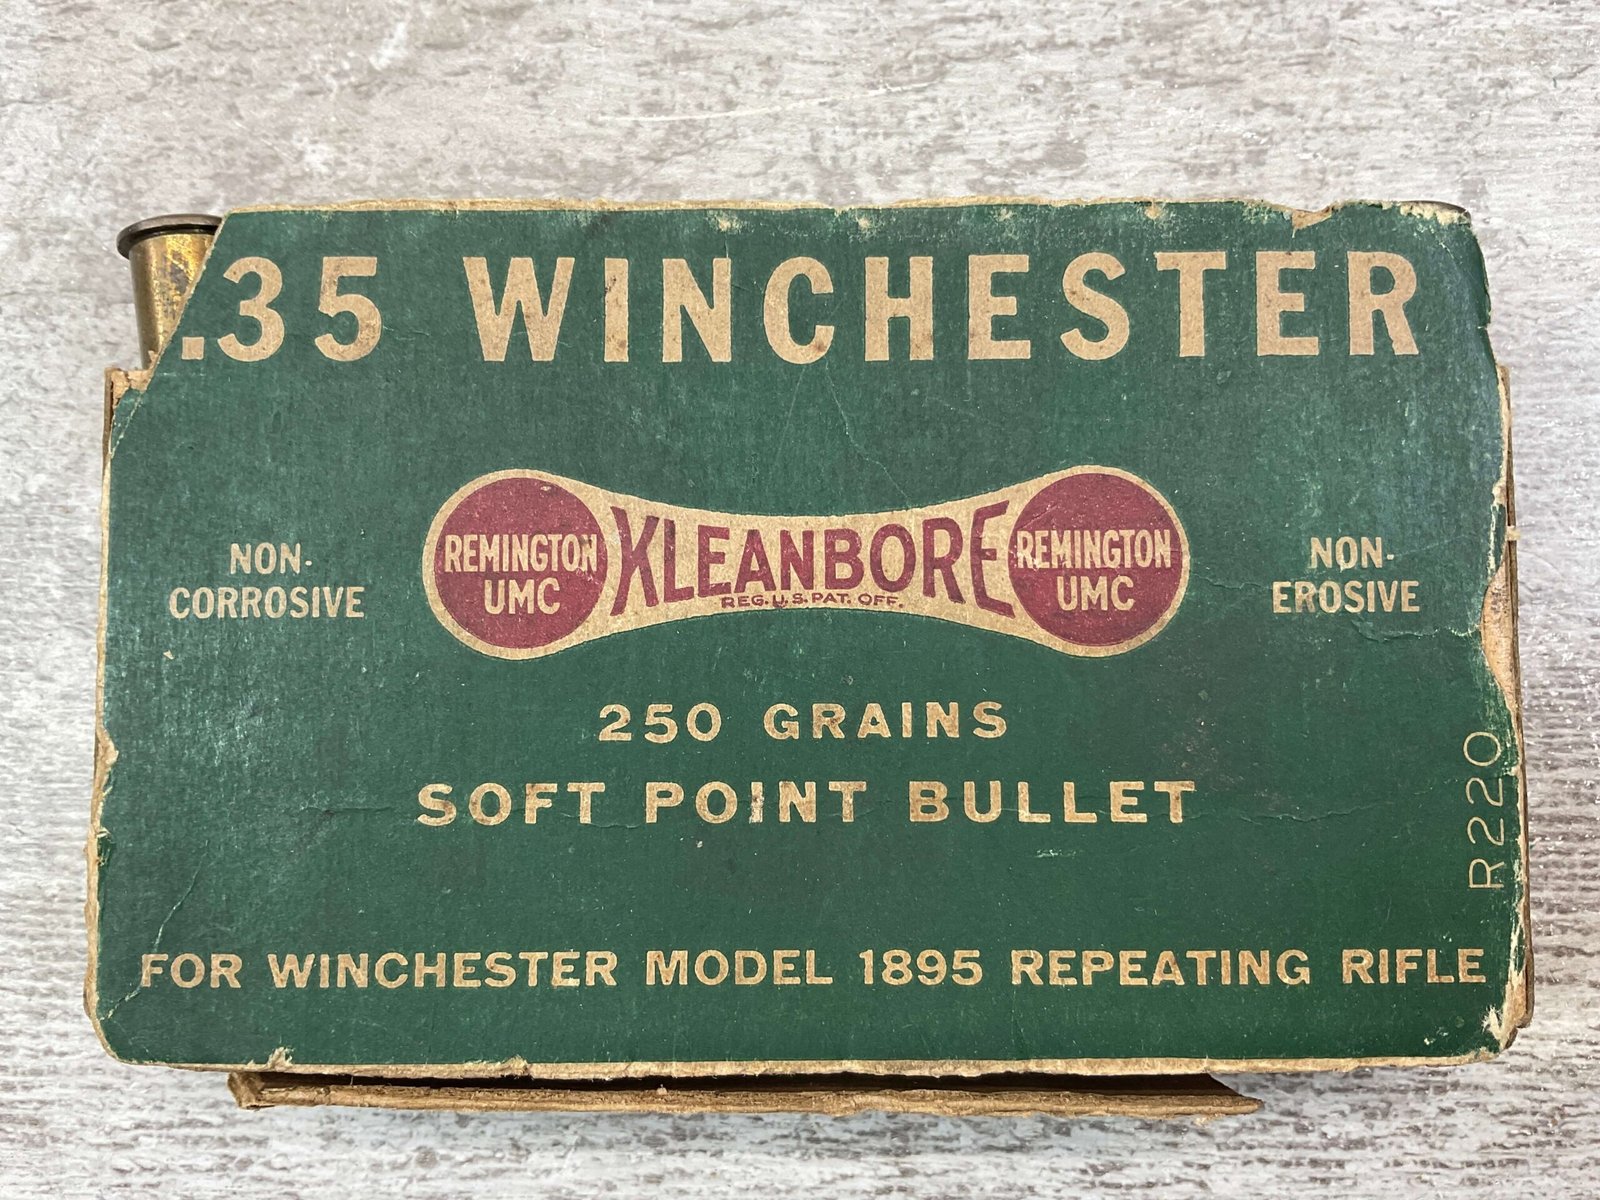 .35 WINCHESTER
NON-
CORROSIVE
REMINGTON
UMC
KLEANBORE
REG. U.S. PAT. OFF.
REMINGTON
UMC
NON-
EROSIVE
250 GRAINS
SOFT POINT BULLET
R220
FOR WINCHESTER MODEL 1895 REPEATING RIFLE